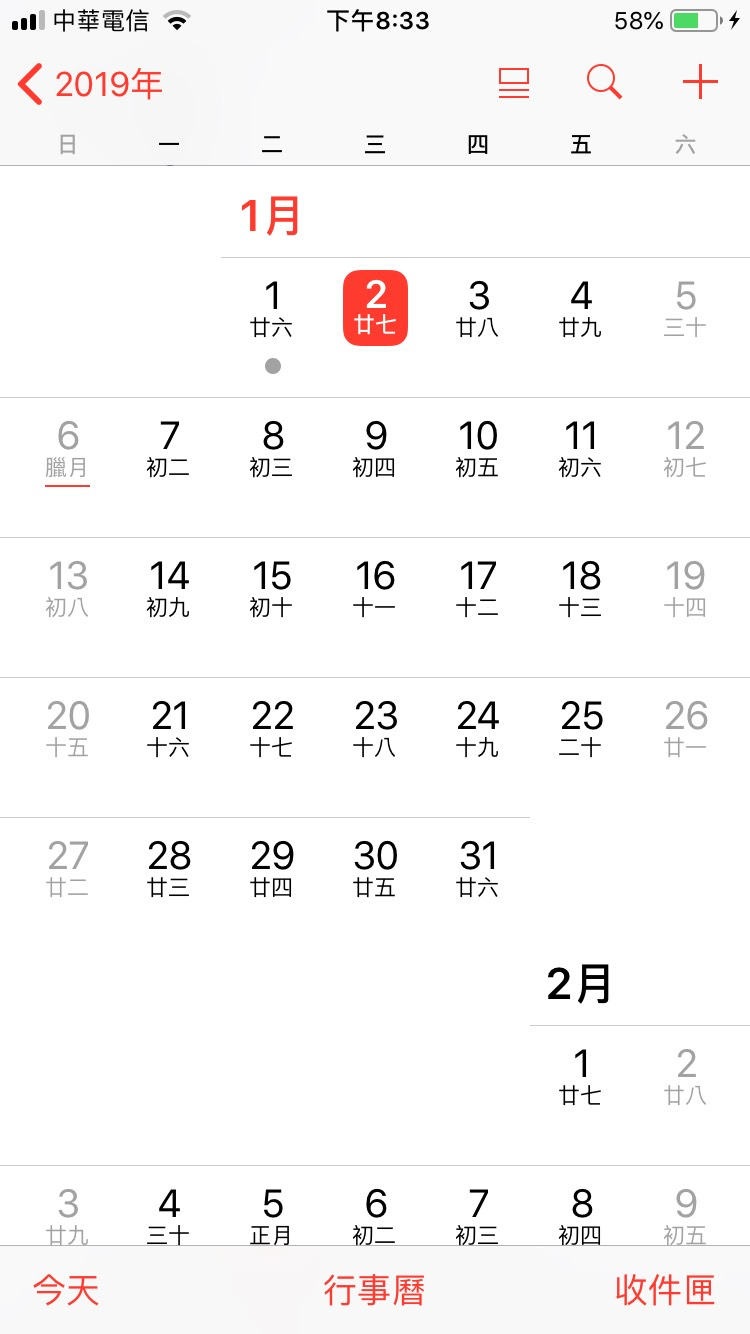 中華電信 下午8:33 58%
2019年
日 一 二 三 四 五 六
1月
1 2 3 4 5
廿六 廿七 廿八 廿九 三十
6 7 8 9 10 11 12
臘月 初二 初三 初四 初五 初六 初七
13 14 15 16 17 18 19
初八 初九 初十 十一 十二 十三 十四
20 21 22 23 24 25 26
十五 十六 十七 十八 十九 二十 廿一
27 28 29 30 31
廿二 廿三 廿四 廿五 廿六
2月
1 2
廿七 廿八
3 4 5 6 7 8 9
廿九 三十 正月 初二 初三 初四 初五
今天 行事曆 收件匣